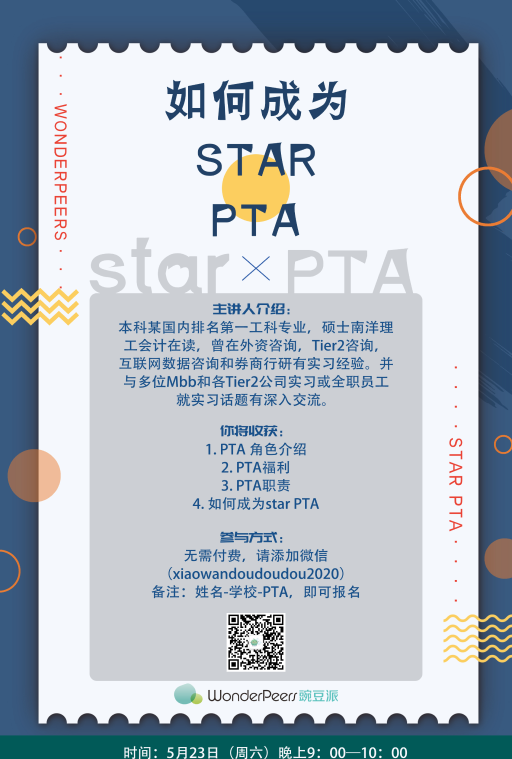 如何成为
STAR
PTA
WONDERPEERS
star × PTA
主讲人介绍：
本科某国内排名第一工科专业，硕士南洋理
工会计在读，曾在外资咨询，Tier2咨询，
互联网数据咨询和券商行研有实习经验。并
与多位Mbb和各Tier2公司实习或全职员工
就实习话题有深入交流。
你将收获：
1. PTA 角色介绍
2. PTA福利
3. PTA职责
4. 如何成为star PTA
STAR PTA
参与方式：
无需付费，请添加微信
（xiaowandoudoudou2020）
备注：姓名-学校-PTA，即可报名
WonderPeers豌豆派
时间：5月23日（周六）晚上9：00—10：00